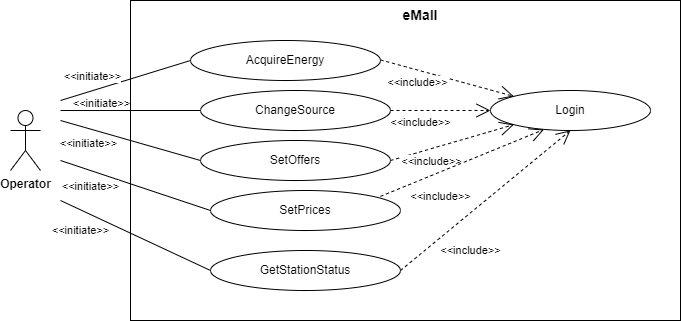 eMall
AcquireEnergy
<<initiate>>
<<include>>
<<initiate>>
ChangeSource
Login
<<include>>
<<initiate>>
SetOffers
<<include>>
Operator
<<initiate>>
SetPrices
<<include>>
<<initiate>>
<<include>>
GetStationStatus